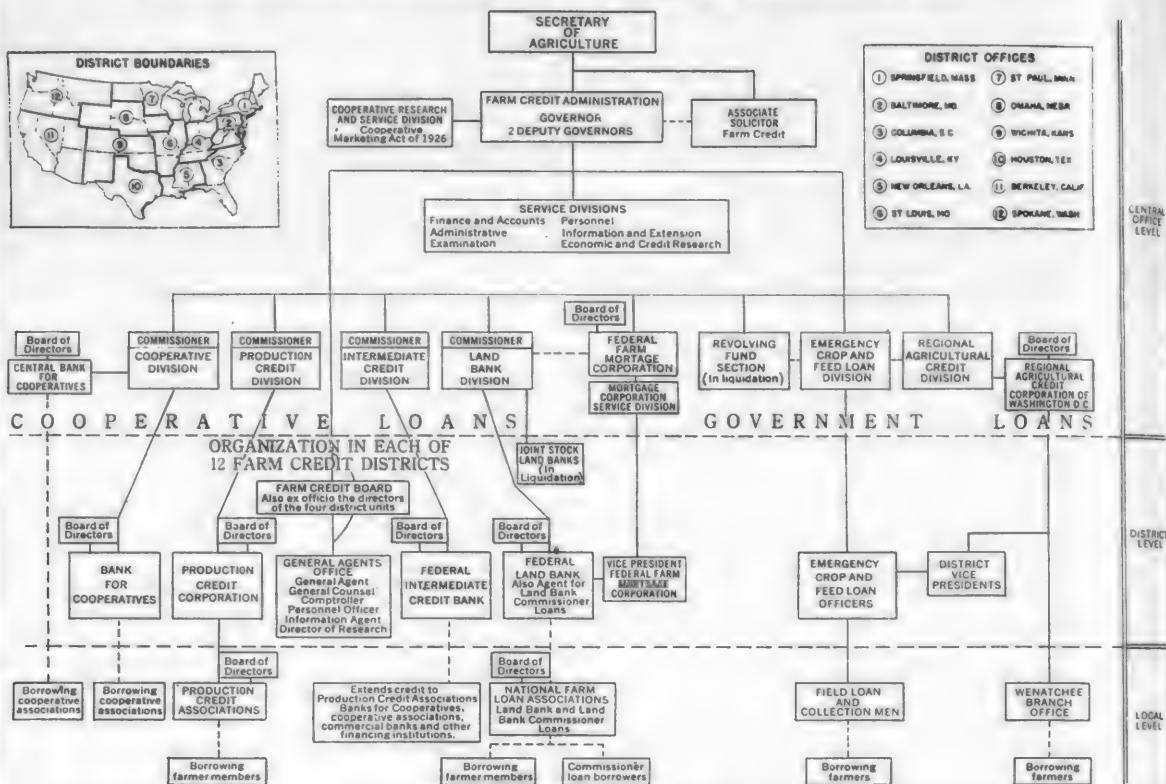 SECRETARY
OF
AGRICULTURE
DISTRICT BOUNDARIES
DISTRICT OFFICES
1 SPRINGFIELD, MASS
2 BALTIMORE, MD.
3 COLUMBIA, S C
4 LOUISVILLE, KY
5 NEW ORLEANS, LA.
6 ST LOUIS, MO
7 ST PAUL, MINN
8 OMAHA, NEBR
9 WICHITA, KANS
10 HOUSTON, TEX
11 BERKELEY, CALIF
12 SPOKANE, WASH
COOPERATIVE RESEARCH
AND SERVICE DIVISION
Cooperative
Marketing Act of 1926
FARM CREDIT ADMINISTRATION
GOVERNOR
2 DEPUTY GOVERNORS
ASSOCIATE
SOLICITOR
Farm Credit
SERVICE DIVISIONS
Finance and Accounts Personnel
Administrative Information and Extension
Examination Economic and Credit Research
CENTRAL
OFFICE
LEVEL
Board of
Directors
CENTRAL BANK
FOR
COOPERATIVES
COMMISSIONER
COOPERATIVE
DIVISION
COMMISSIONER
PRODUCTION
CREDIT
DIVISION
COMMISSIONER
INTERMEDIATE
CREDIT
DIVISION
COMMISSIONER
LAND
BANK
DIVISION
Board of
Directors
FEDERAL
FARM
MORTAGE
CORPORATION
MORTGAGE
CORPORATION
SERVICE DIVISION
REVOLVING
FUND
SECTION
(In liquidation)
EMERGENCY
CROP AND
FEED LOAN
DIVISION
REGIONAL
AGRICULTURAL
CREDIT
DIVISION
Board of
Directors
REGIONAL
AGRICULTURAL
CREDIT
CORPORATION OF
WASHINGTON D C
COOPERATIVE LOANS GOVERNMENT LOANS
ORGANIZATION IN EACH OF
12 FARM CREDIT DISTRICTS
JOINT STOCK
LAND BANKS
(In
Liquidation)
FARM CREDIT BOARD
Also ex officio the directors
of the four district units
Board of
Directors
BANK
FOR
COOPERATIVES
Board of
Directors
PRODUCTION
CREDIT
CORPORATION
GENERAL AGENTS
OFFICE
General Agent
General Counsel
Comptroller
Personnel Officer
Information Agent
Director of Research
Board of
Directors
FEDERAL
INTERMEDIATE
CREDIT BANK
Board of
Directors
FEDERAL
LAND BANK
Also Agent for
Land Bank
Commissioner
Loans
VICE PRESIDENT
FEDERAL FARM
CORPORATION
EMERGENCY
CROP AND
FEED LOAN
OFFICERS
DISTRICT
VICE
PRESIDENTS
DISTRICT
LEVEL
Borrowing
cooperative
associations
Borrowing
cooperative
associations
Board of
Directors
PRODUCTION
CREDIT
ASSOCIATIONS
Borrowing
farmer members
Extends credit to
Production Credit Associations
Banks for Cooperatives,
cooperative associations,
commercial banks and other
financing institutions.
Board of
Directors
NATIONAL FARM
LOAN ASSOCIATIONS
Land Bank and Land
Bank Commissioner
Loans
Borrowing
farmer members
Commissioner
loan borrowers
FIELD LOAN
AND
COLLECTION MEN
Borrowing
farmers
WENATCHEE
BRANCH
OFFICE
Borrowing
farmers
LOCAL
LEVEL